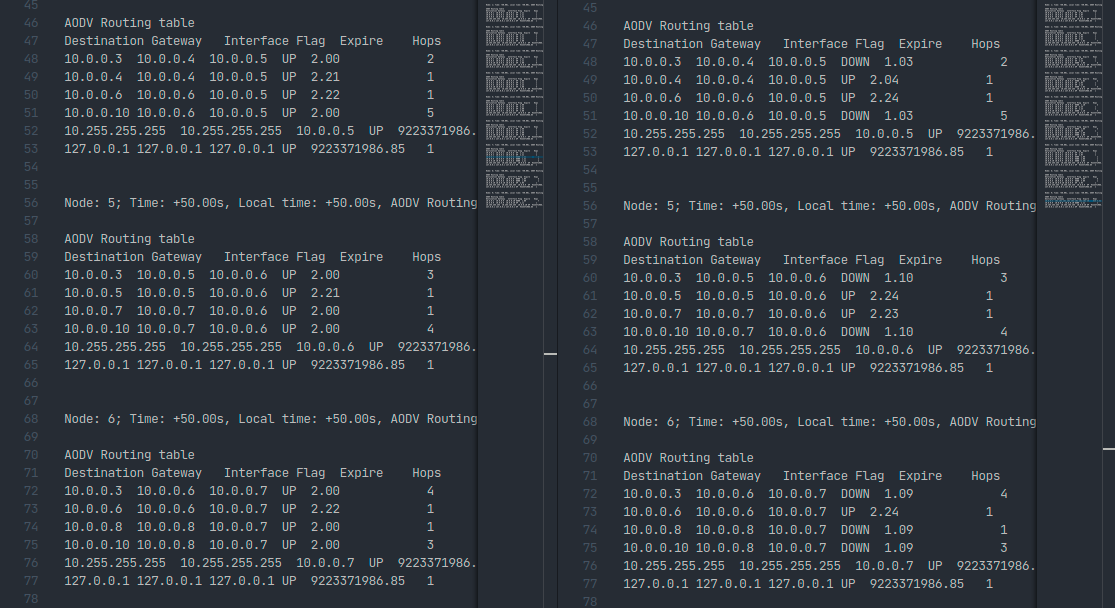 45
46 AODV Routing table
47 Destination Gateway Interface Flag Expire Hops
48 10.0.0.3 10.0.0.4 10.0.0.5 UP 2.00 2
49 10.0.0.4 10.0.0.4 10.0.0.5 UP 2.21 1
50 10.0.0.6 10.0.0.6 10.0.0.5 UP 2.22 1
51 10.0.0.10 10.0.0.6 10.0.0.5 UP 2.00 5
52 10.255.255.255 10.255.255.255 10.0.0.5 UP 9223371986.
53 127.0.0.1 127.0.0.1 127.0.0.1 UP 9223371986.85 1
54
55
56 Node: 5; Time: +50.00s, Local time: +50.00s, AODV Routing
57
58 AODV Routing table
59 Destination Gateway Interface Flag Expire Hops
60 10.0.0.3 10.0.0.5 10.0.0.6 UP 2.00 3
61 10.0.0.5 10.0.0.5 10.0.0.6 UP 2.21 1
62 10.0.0.7 10.0.0.7 10.0.0.6 UP 2.00 1
63 10.0.0.10 10.0.0.7 10.0.0.6 UP 2.00 4
64 10.255.255.255 10.255.255.255 10.0.0.6 UP 9223371986.
65 127.0.0.1 127.0.0.1 127.0.0.1 UP 9223371986.85 1
66
67
68 Node: 6; Time: +50.00s, Local time: +50.00s, AODV Routing
69
70 AODV Routing table
71 Destination Gateway Interface Flag Expire Hops
72 10.0.0.3 10.0.0.6 10.0.0.7 UP 2.00 4
73 10.0.0.6 10.0.0.6 10.0.0.7 UP 2.22 1
74 10.0.0.8 10.0.0.8 10.0.0.7 UP 2.00 1
75 10.0.0.10 10.0.0.8 10.0.0.7 UP 2.00 3
76 10.255.255.255 10.255.255.255 10.0.0.7 UP 9223371986.
77 127.0.0.1 127.0.0.1 127.0.0.1 UP 9223371986.85 1
78
45
46 AODV Routing table
47 Destination Gateway Interface Flag Expire Hops
48 10.0.0.3 10.0.0.4 10.0.0.5 DOWN 1.03 2
49 10.0.0.4 10.0.0.4 10.0.0.5 UP 2.04 1
50 10.0.0.6 10.0.0.6 10.0.0.5 UP 2.24 1
51 10.0.0.10 10.0.0.6 10.0.0.5 DOWN 1.03 5
52 10.255.255.255 10.255.255.255 10.0.0.5 UP 9223371986.
53 127.0.0.1 127.0.0.1 127.0.0.1 UP 9223371986.85 1
54
55
56 Node: 5; Time: +50.00s, Local time: +50.00s, AODV Routing
57
58 AODV Routing table
59 Destination Gateway Interface Flag Expire Hops
60 10.0.0.3 10.0.0.5 10.0.0.6 DOWN 1.10 3
61 10.0.0.5 10.0.0.5 10.0.0.6 UP 2.24 1
62 10.0.0.7 10.0.0.7 10.0.0.6 UP 2.23 1
63 10.0.0.10 10.0.0.7 10.0.0.6 DOWN 1.10 4
64 10.255.255.255 10.255.255.255 10.0.0.6 UP 9223371986.
65 127.0.0.1 127.0.0.1 127.0.0.1 UP 9223371986.85 1
66
67
68 Node: 6; Time: +50.00s, Local time: +50.00s, AODV Routing
69
70 AODV Routing table
71 Destination Gateway Interface Flag Expire Hops
72 10.0.0.3 10.0.0.6 10.0.0.7 DOWN 1.09 4
73 10.0.0.6 10.0.0.6 10.0.0.7 UP 2.24 1
74 10.0.0.8 10.0.0.8 10.0.0.7 DOWN 1.09 1
75 10.0.0.10 10.0.0.8 10.0.0.7 DOWN 1.09 3
76 10.255.255.255 10.255.255.255 10.0.0.7 UP 9223371986.
77 127.0.0.1 127.0.0.1 127.0.0.1 UP 9223371986.85 1
78